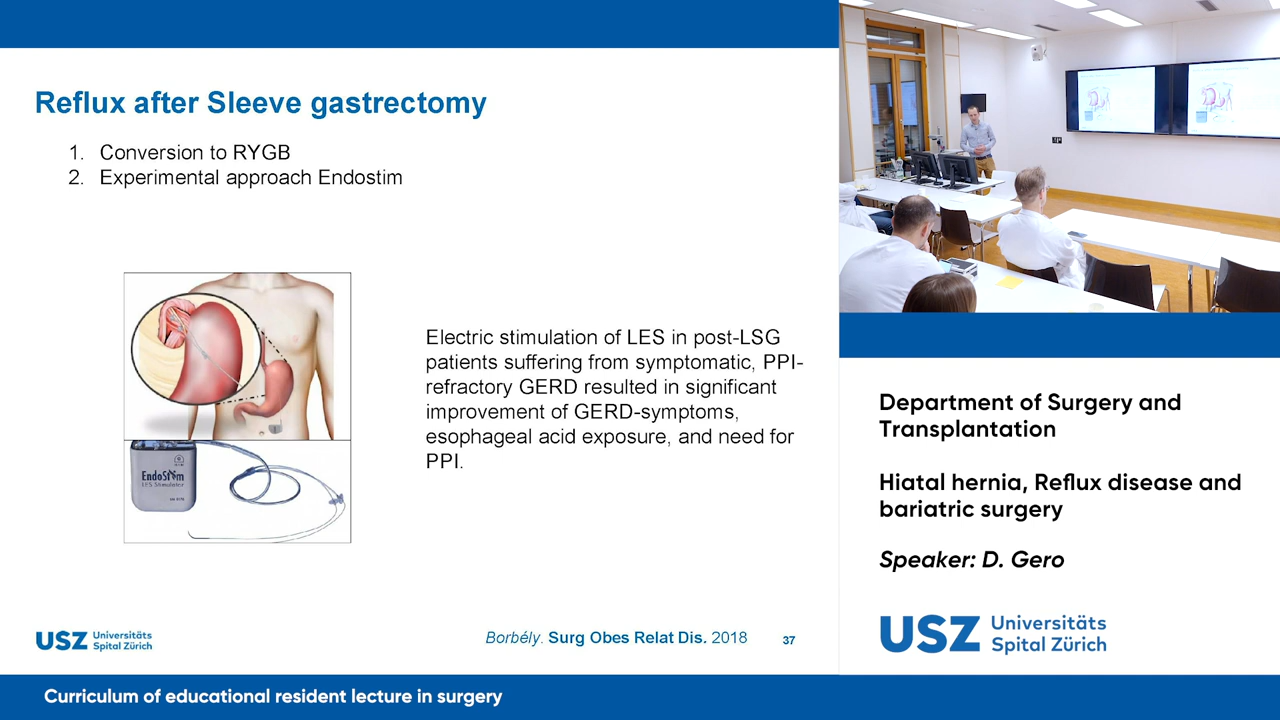 Reflux after Sleeve gastrectomy
1. Conversion to RYGB
2. Experimental approach Endostim
EndoStim
LES Stimulator
Electric stimulation of LES in post-LSG
patients suffering from symptomatic, PPI-
refractory GERD resulted in significant
improvement of GERD-symptoms,
esophageal acid exposure, and need for
PPI.
USZ Universitäts
Spital Zürich
Borbély. Surg Obes Relat Dis. 2018
37
Department of Surgery and
Transplantation
Hiatal hernia, Reflux disease and
bariatric surgery
Speaker: D. Gero
USZ Universitäts
Spital Zürich
Curriculum of educational resident lecture in surgery